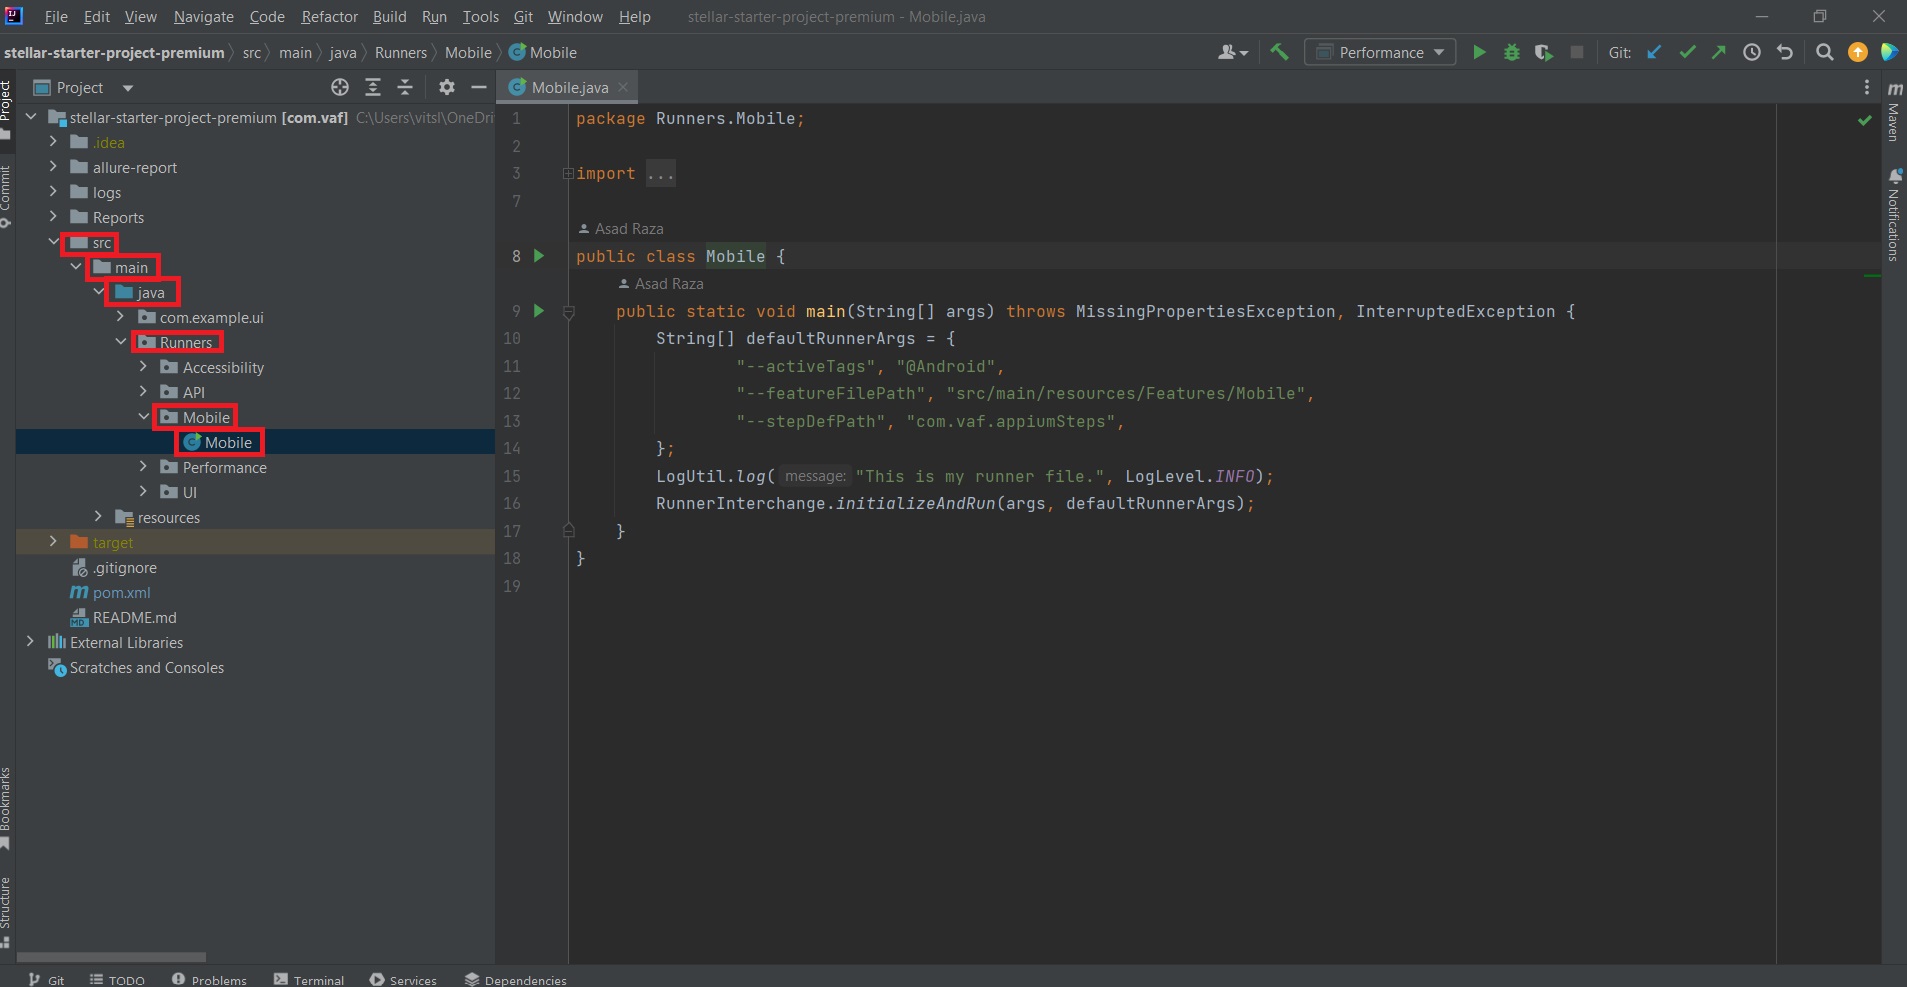 File Edit View Navigate Code Refactor Build Run Tools Git Window Help stellar-starter-project-premium - Mobile.java
stellar-starter-project-premium src main java Runners Mobile Mobile Performance Git:
Project
Mobile.java
stellar-starter-project-premium [com.vaf] C:\Users\vitsl\OneDri
.idea
allure-report
logs
Reports
src
main
java
com.example.ui
Runners
Accessibility
API
Mobile
Mobile
Performance
UI
resources
target
.gitignore
pom.xml
README.md
External Libraries
Scratches and Consoles
1 package Runners.Mobile;
2
3 import ...
7
Asad Raza
8 public class Mobile {
Asad Raza
9 public static void main(String[] args) throws MissingPropertiesException, InterruptedException {
10 String[] defaultRunnerArgs = {
11 "--activeTags", "@Android",
12 "--featureFilePath", "src/main/resources/Features/Mobile",
13 "--stepDefPath", "com.vaf.appiumSteps",
14 };
15 LogUtil.log( message: "This is my runner file.", LogLevel.INFO);
16 RunnerInterchange.initializeAndRun(args, defaultRunnerArgs);
17 }
18 }
19
Project
Commit
Bookmarks
Structure
Maven
Notifications
Git TODO Problems Terminal Services Dependencies